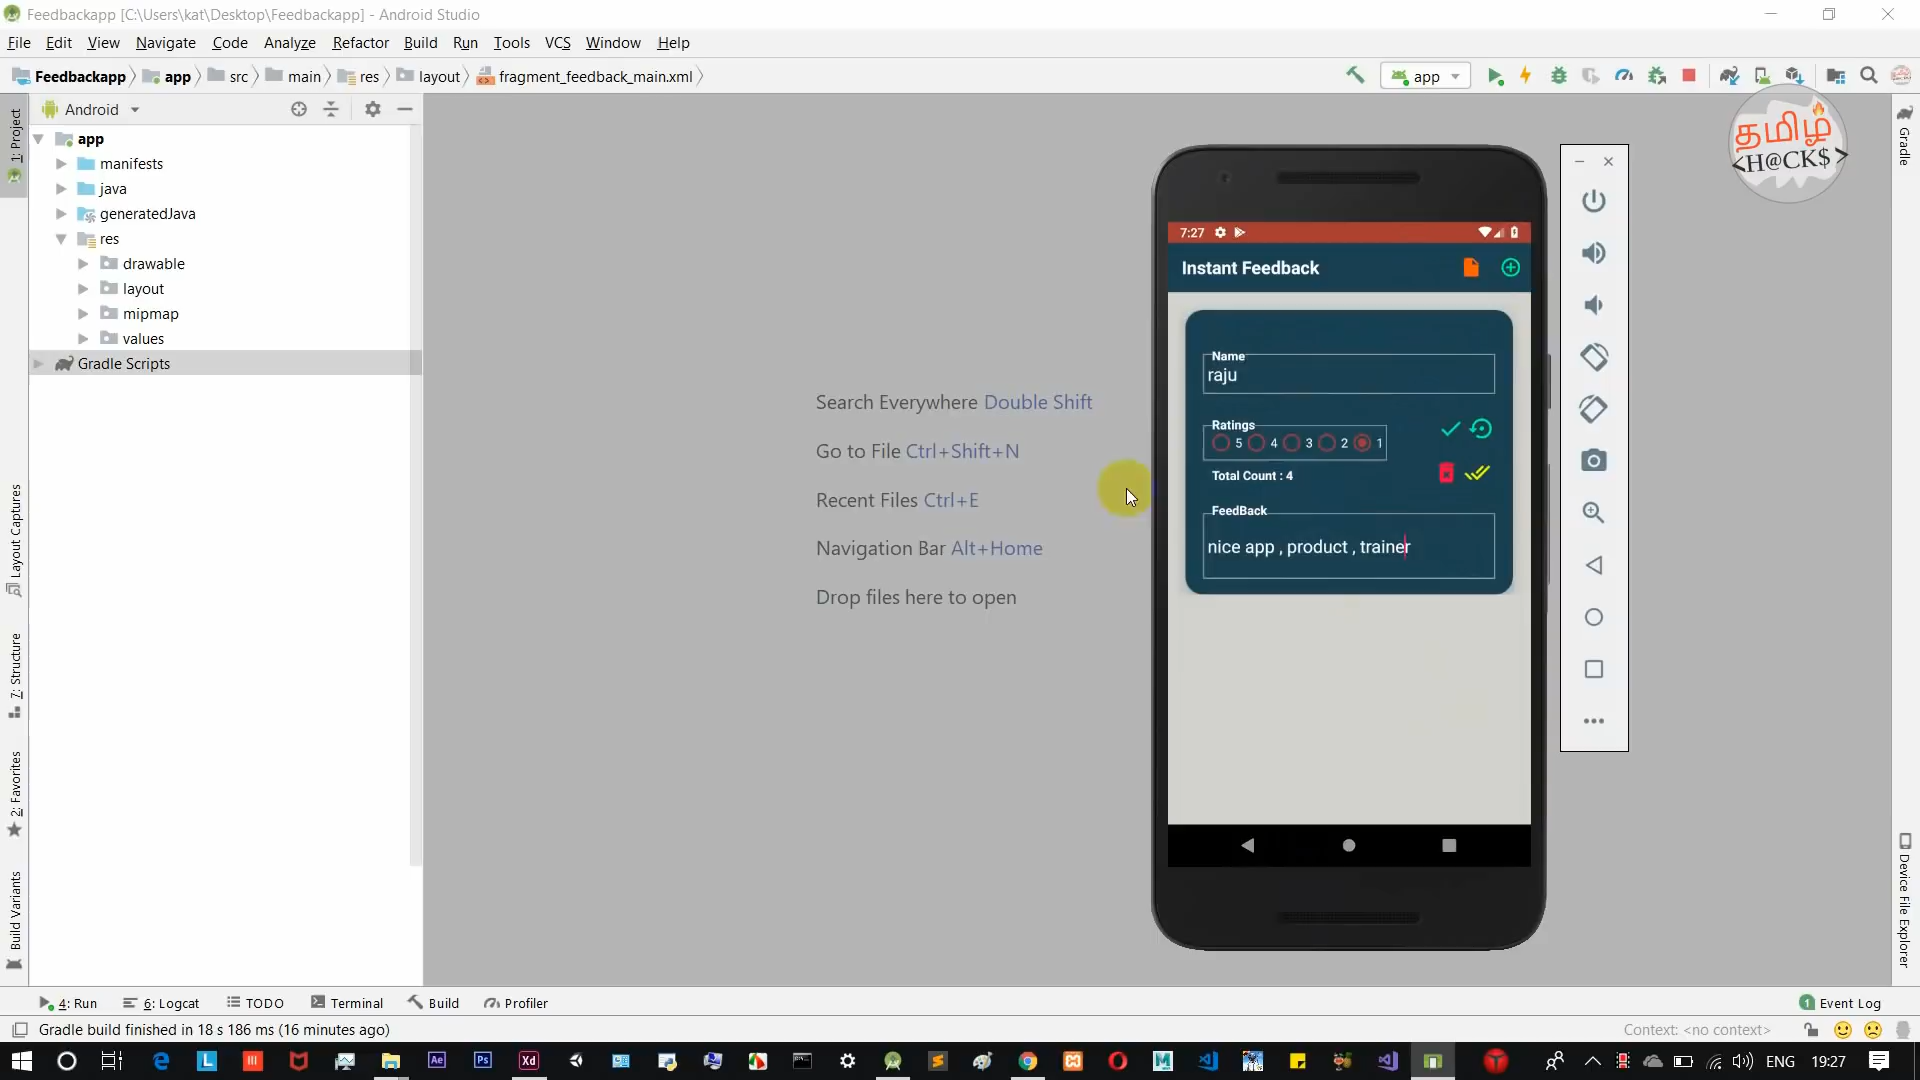 Feedbackapp [C:\Users\kat\Desktop\Feedbackapp] - Android Studio
File Edit View Navigate Code Analyze Refactor Build Run Tools VCS Window Help
Feedbackapp app src main res layout fragment_feedback_main.xml app
Android
app
manifests
java
generatedJava
res
drawable
layout
mipmap
values
Gradle Scripts
1: Project
Layout Captures
7: Structure
2: Favorites
Build Variants
Search Everywhere Double Shift
Go to File Ctrl+Shift+N
Recent Files Ctrl+E
Navigation Bar Alt+Home
Drop files here to open
7:27
Instant Feedback
Name
raju
Ratings
5 4 3 2 1
Total Count : 4
FeedBack
nice app , product , trainer
தமிழ்
<H@CK$>
Gradle
Device File Explorer
4: Run 6: Logcat TODO Terminal Build Profiler 1 Event Log
Gradle build finished in 18 s 186 ms (16 minutes ago) Context: <no context>
L Ae Ps Xd M ENG 19:27